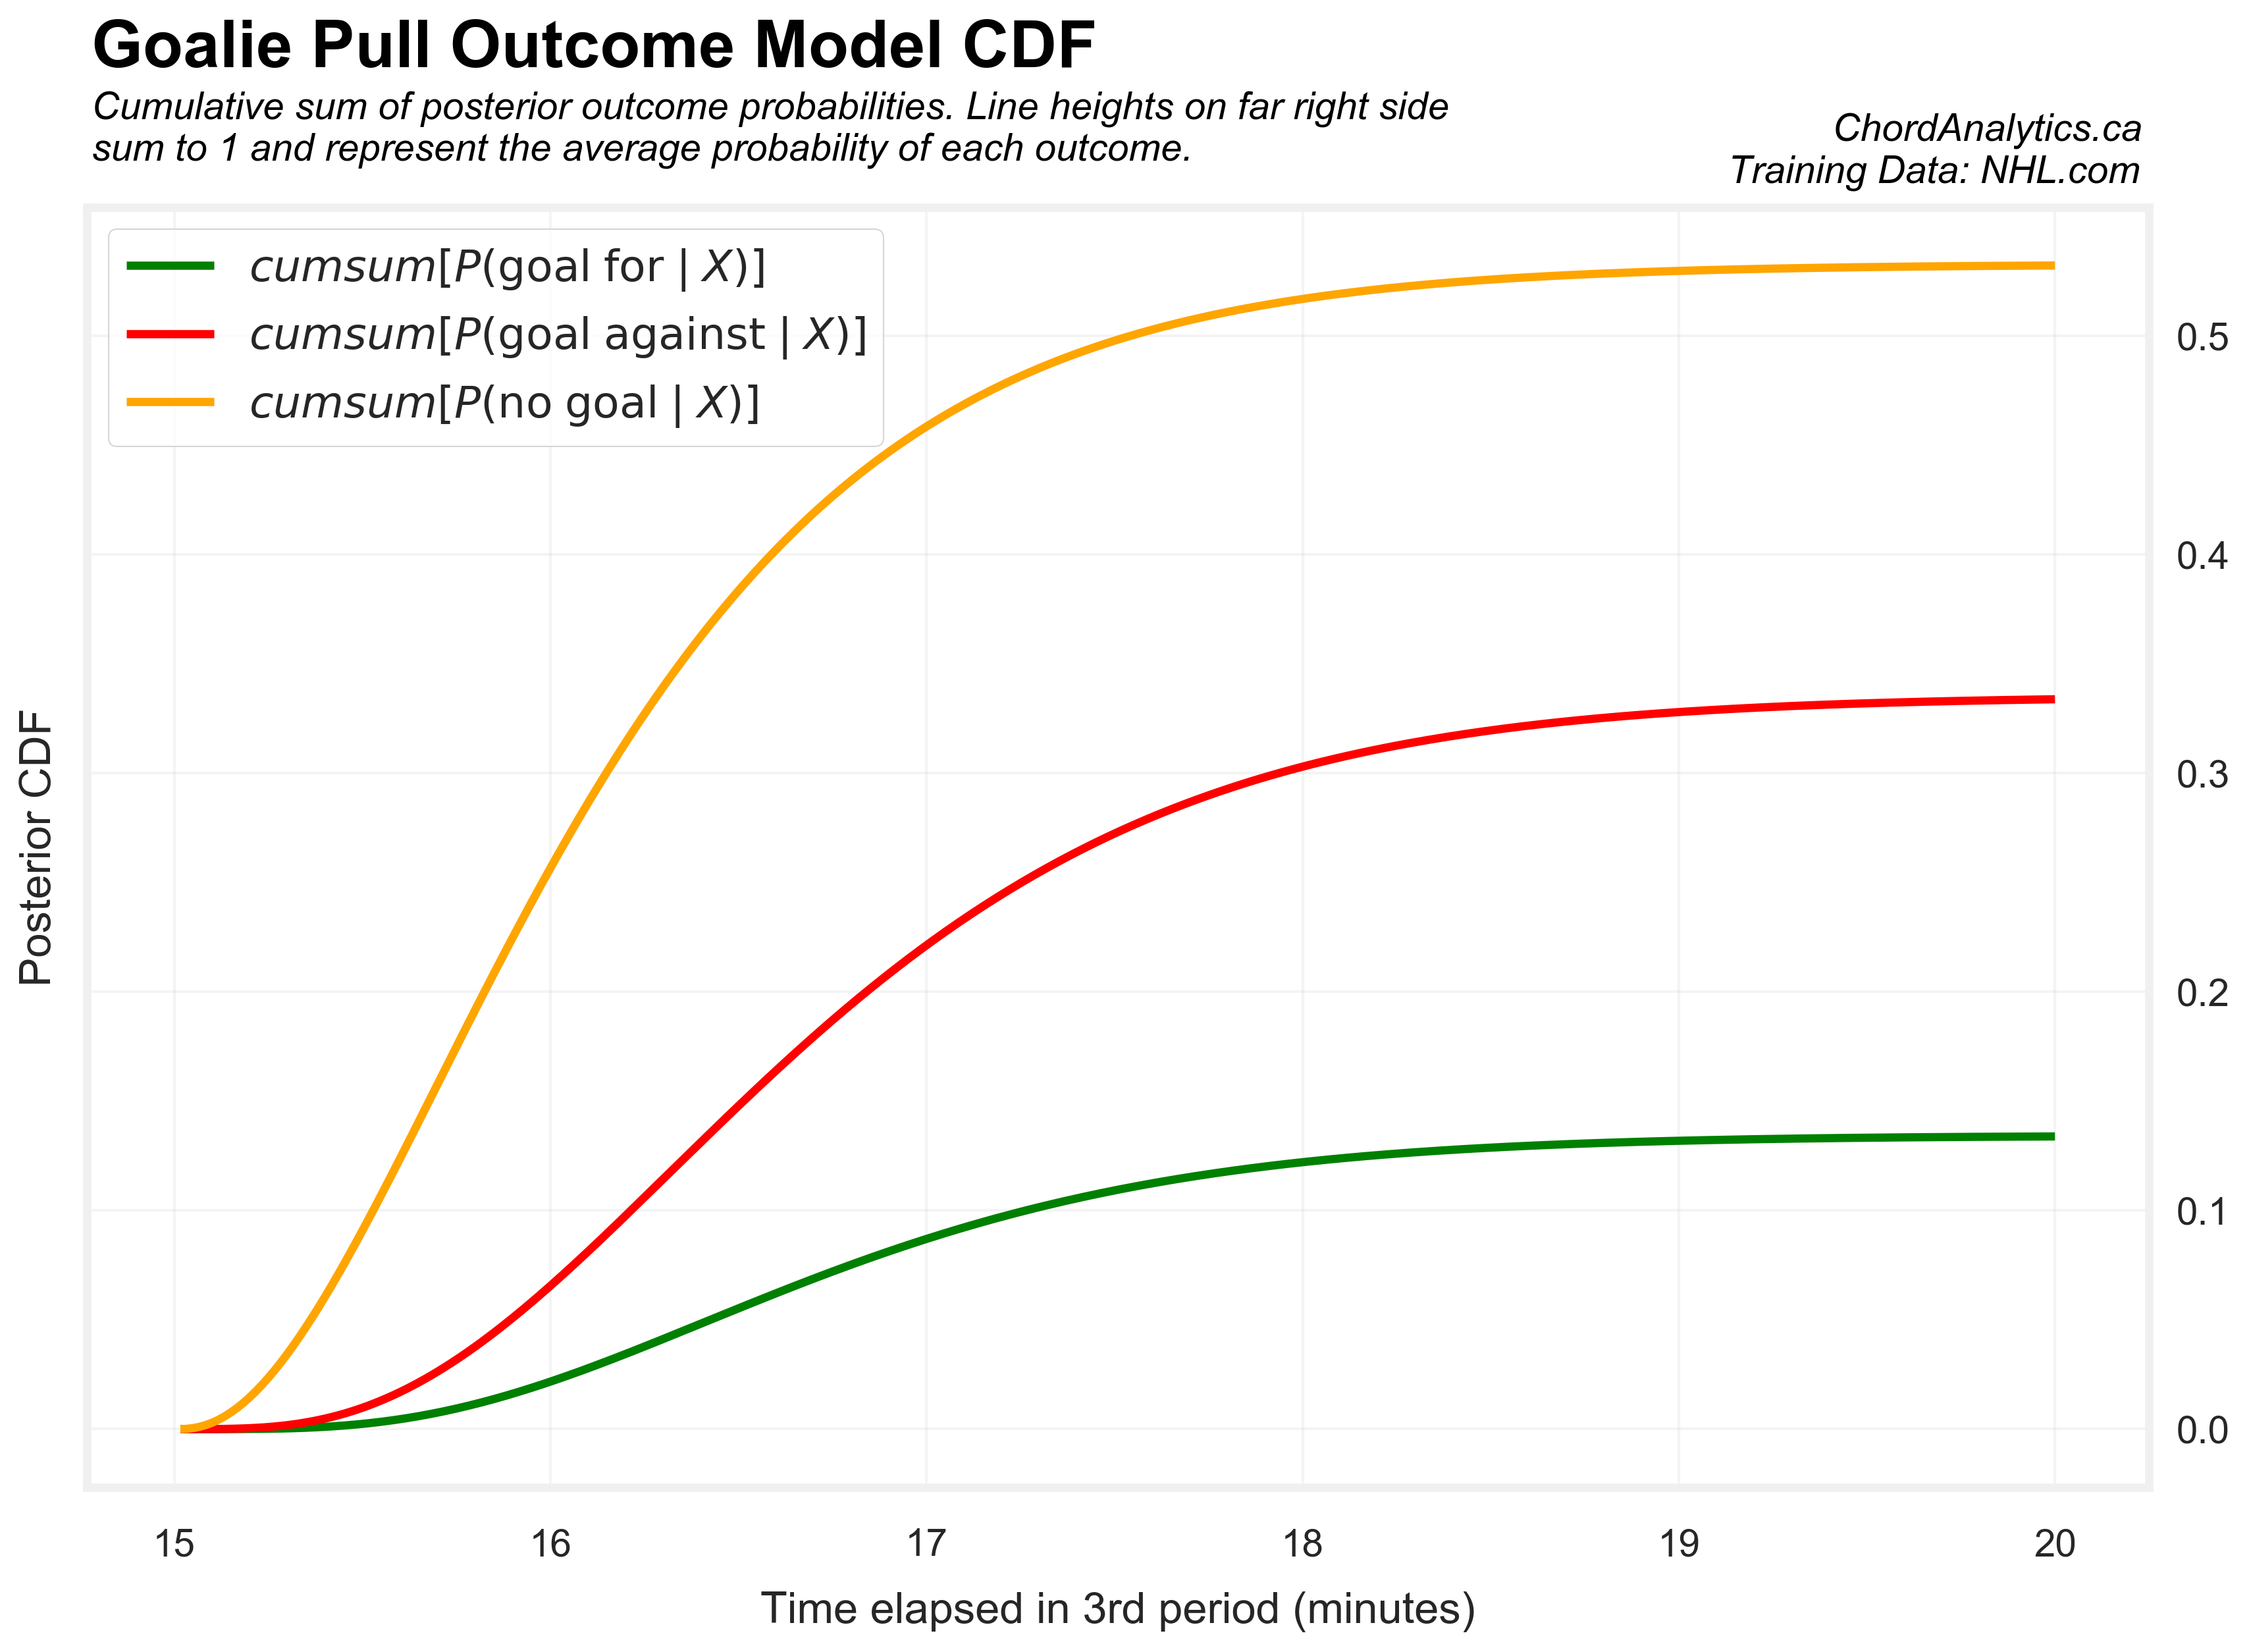 Goalie Pull Outcome Model CDF
Cumulative sum of posterior outcome probabilities. Line heights on far right side
sum to 1 and represent the average probability of each outcome.
ChordAnalytics.ca
Training Data: NHL.com
cumsum[P(goal for | X)]
cumsum[P(goal against | X)]
cumsum[P(no goal | X)]
Posterior CDF
0.5
0.4
0.3
0.2
0.1
0.0
15 16 17 18 19 20
Time elapsed in 3rd period (minutes)